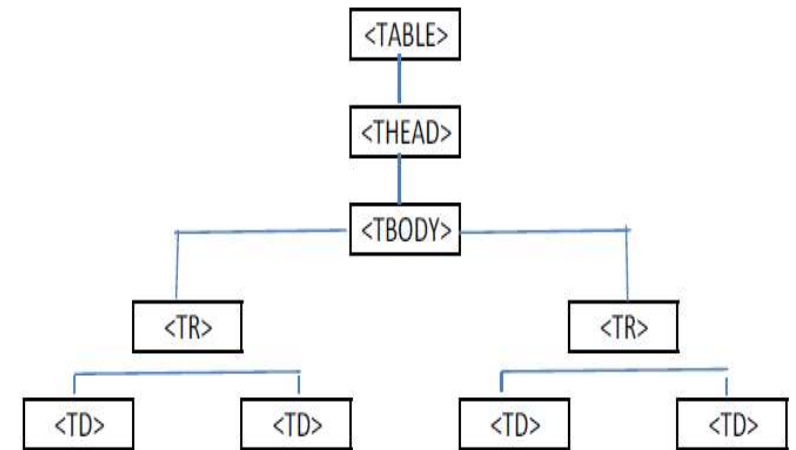 <TABLE>
<THEAD>
<TBODY>
<TR> <TR>
<TD> <TD> <TD> <TD>